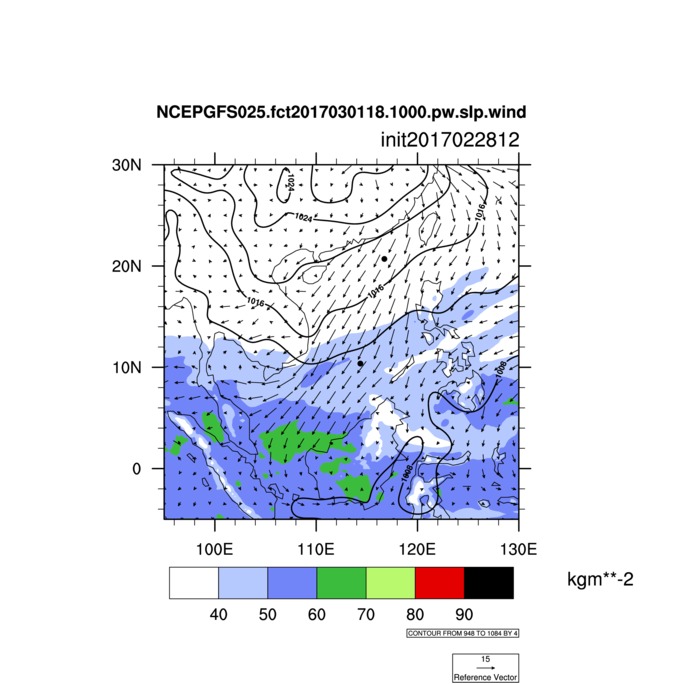 NCEPGFS025.fct2017030118.1000.pw.slp.wind
init2017022812
30N
20N
10N
0
100E 110E 120E 130E
1024
1024
1016
1016
1016
1008
1008
40 50 60 70 80 90
kgm**-2
CONTOUR FROM 948 TO 1084 BY 4
15
Reference Vector